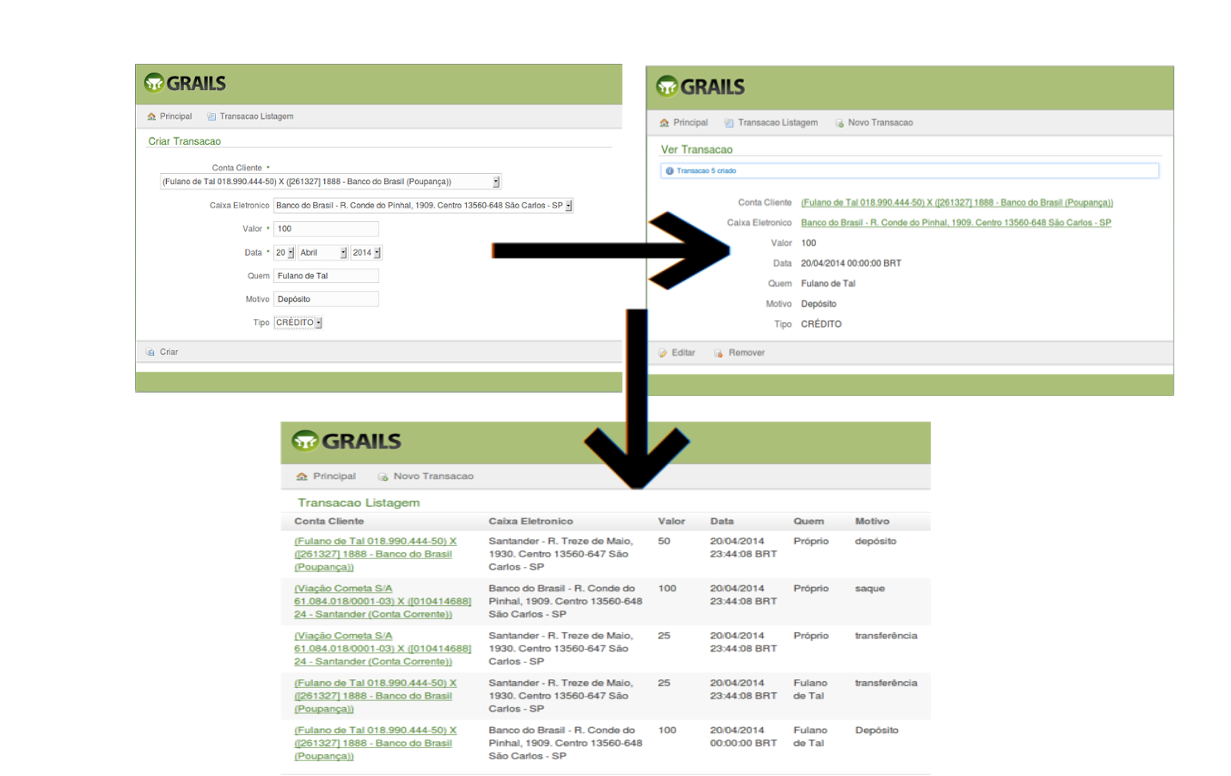 GRAILS
Principal Transacao Listagem
Criar Transacao
Conta Cliente *
(Fulano de Tal 018.990.444-50) X ([261327] 1888 - Banco do Brasil (Poupança))
Caixa Eletronico Banco do Brasil - R. Conde do Pinhal, 1909. Centro 13560-648 São Carlos - SP
Valor * 100
Data * 20 Abril 2014
Quem Fulano de Tal
Motivo Depósito
Tipo CRÉDITO
Criar
GRAILS
Principal Transacao Listagem Novo Transacao
Ver Transacao
Transacao 5 criado
Conta Cliente (Fulano de Tal 018.990.444-50) X ([261327] 1888 - Banco do Brasil (Poupança))
Caixa Eletronico Banco do Brasil - R. Conde do Pinhal, 1909. Centro 13560-648 São Carlos - SP
Valor 100
Data 20/04/2014 00:00:00 BRT
Quem Fulano de Tal
Motivo Depósito
Tipo CRÉDITO
Editar Remover
GRAILS
Principal Novo Transacao
Transacao Listagem
Conta Cliente Caixa Eletronico Valor Data Quem Motivo
(Fulano de Tal 018.990.444-50) X Santander - R. Treze de Maio, 50 20/04/2014 Próprio depósito
([261327] 1888 - Banco do Brasil 1930. Centro 13560-647 São 23:44:08 BRT
(Poupança)) Carlos - SP
(Viação Cometa S/A Banco do Brasil - R. Conde do 100 20/04/2014 Próprio saque
61.084.018/0001-03) X ([010414688] Pinhal, 1909. Centro 13560-648 23:44:08 BRT
24 - Santander (Conta Corrente)) São Carlos - SP
(Viação Cometa S/A Santander - R. Treze de Maio, 25 20/04/2014 Próprio transferência
61.084.018/0001-03) X ([010414688] 1930. Centro 13560-647 São 23:44:08 BRT
24 - Santander (Conta Corrente)) Carlos - SP
(Fulano de Tal 018.990.444-50) X Santander - R. Treze de Maio, 25 20/04/2014 Fulano transferência
([261327] 1888 - Banco do Brasil 1930. Centro 13560-647 São 23:44:08 BRT de Tal
(Poupança)) Carlos - SP
(Fulano de Tal 018.990.444-50) X Banco do Brasil - R. Conde do 100 20/04/2014 Fulano Depósito
([261327] 1888 - Banco do Brasil Pinhal, 1909. Centro 13560-648 00:00:00 BRT de Tal
(Poupança)) São Carlos - SP